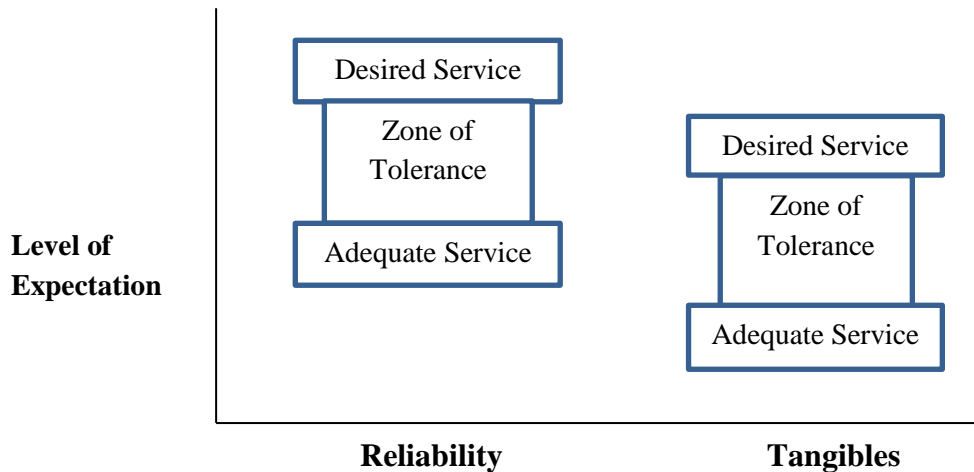 Desired Service
Zone of
Tolerance
Adequate Service
Desired Service
Zone of
Tolerance
Adequate Service
Level of
Expectation
Reliability
Tangibles